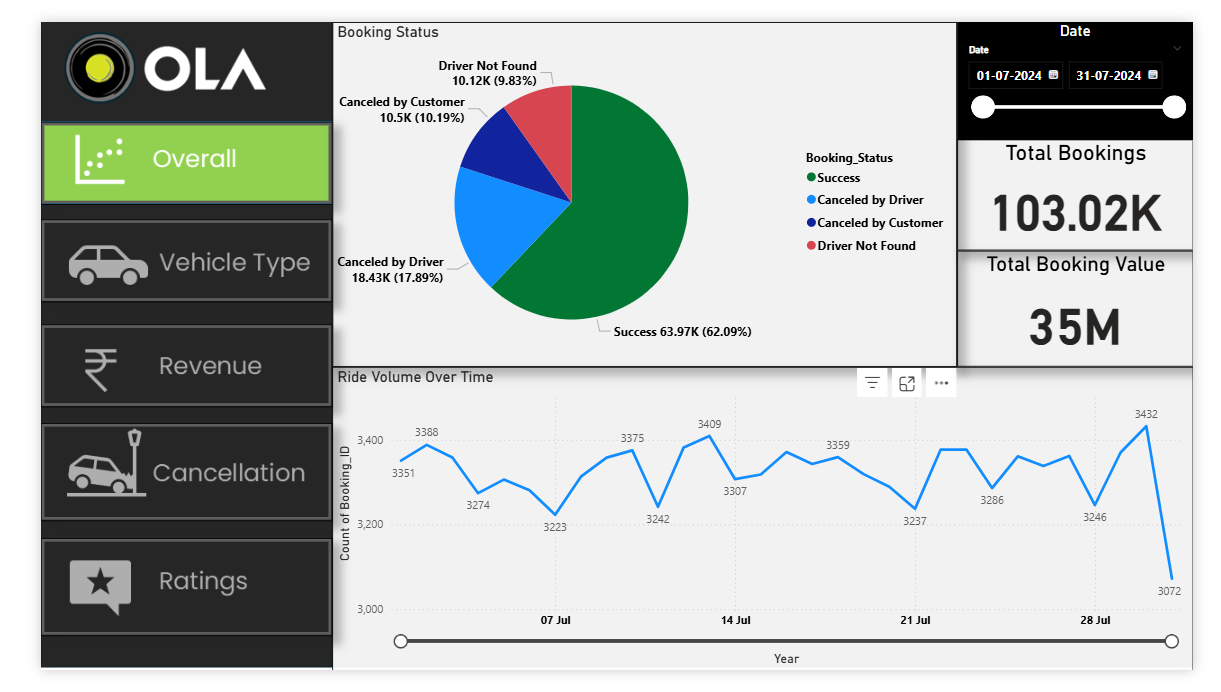 OLA
Overall
Vehicle Type
Revenue
Cancellation
Ratings
Booking Status
Driver Not Found
10.12K (9.83%)
Canceled by Customer
10.5K (10.19%)
Canceled by Driver
18.43K (17.89%)
Success 63.97K (62.09%)
Booking_Status
Success
Canceled by Driver
Canceled by Customer
Driver Not Found
Date
Date
01-07-2024 31-07-2024
Total Bookings
103.02K
Total Booking Value
35M
Ride Volume Over Time
Count of Booking_ID
3,400
3,200
3,000
3351
3388
3274
3223
3375
3242
3409
3307
3359
3237
3286
3246
3432
3072
07 Jul 14 Jul 21 Jul 28 Jul
Year